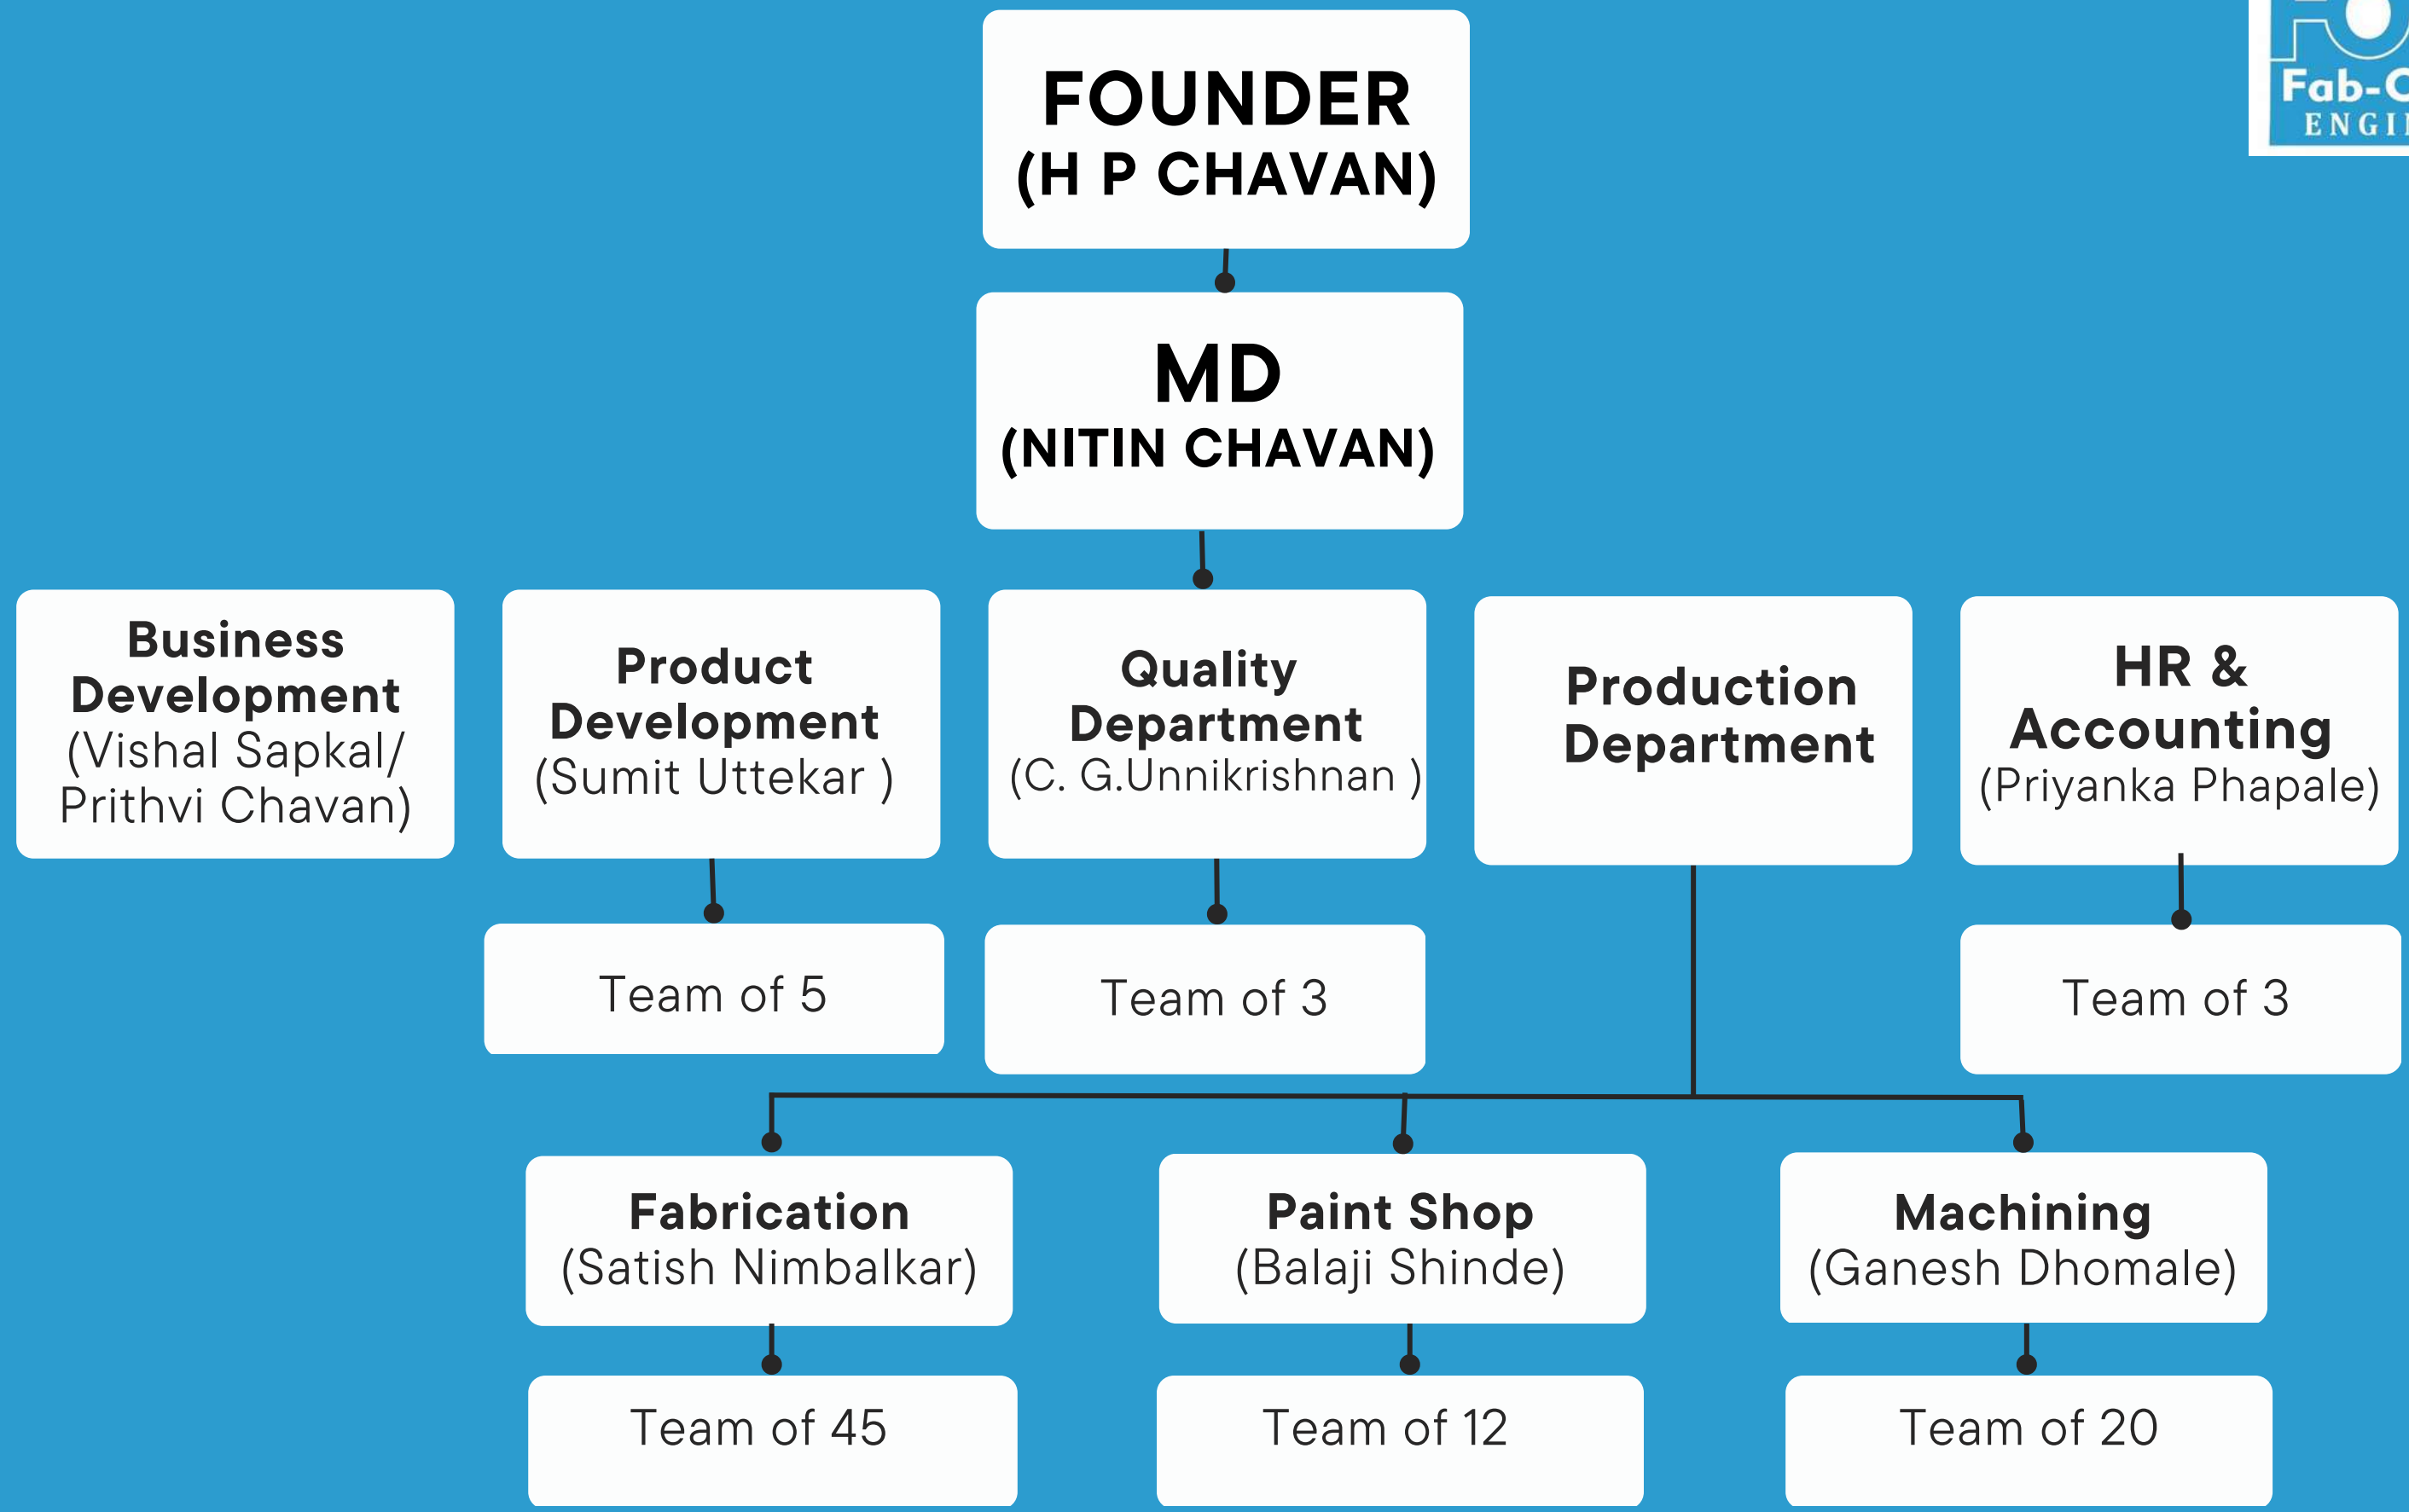 FOUNDER
(H P CHAVAN)
MD
(NITIN CHAVAN)
Business
Development
(Vishal Sapkal/
Prithvi Chavan)
Product
Development
(Sumit Uttekar )
Quality
Department
(C. G.Unnikrishnan )
Production
Department
HR &
Accounting
(Priyanka Phapale)
Team of 5
Team of 3
Team of 3
Fabrication
(Satish Nimbalkar)
Paint Shop
(Balaji Shinde)
Machining
(Ganesh Dhomale)
Team of 45
Team of 12
Team of 20